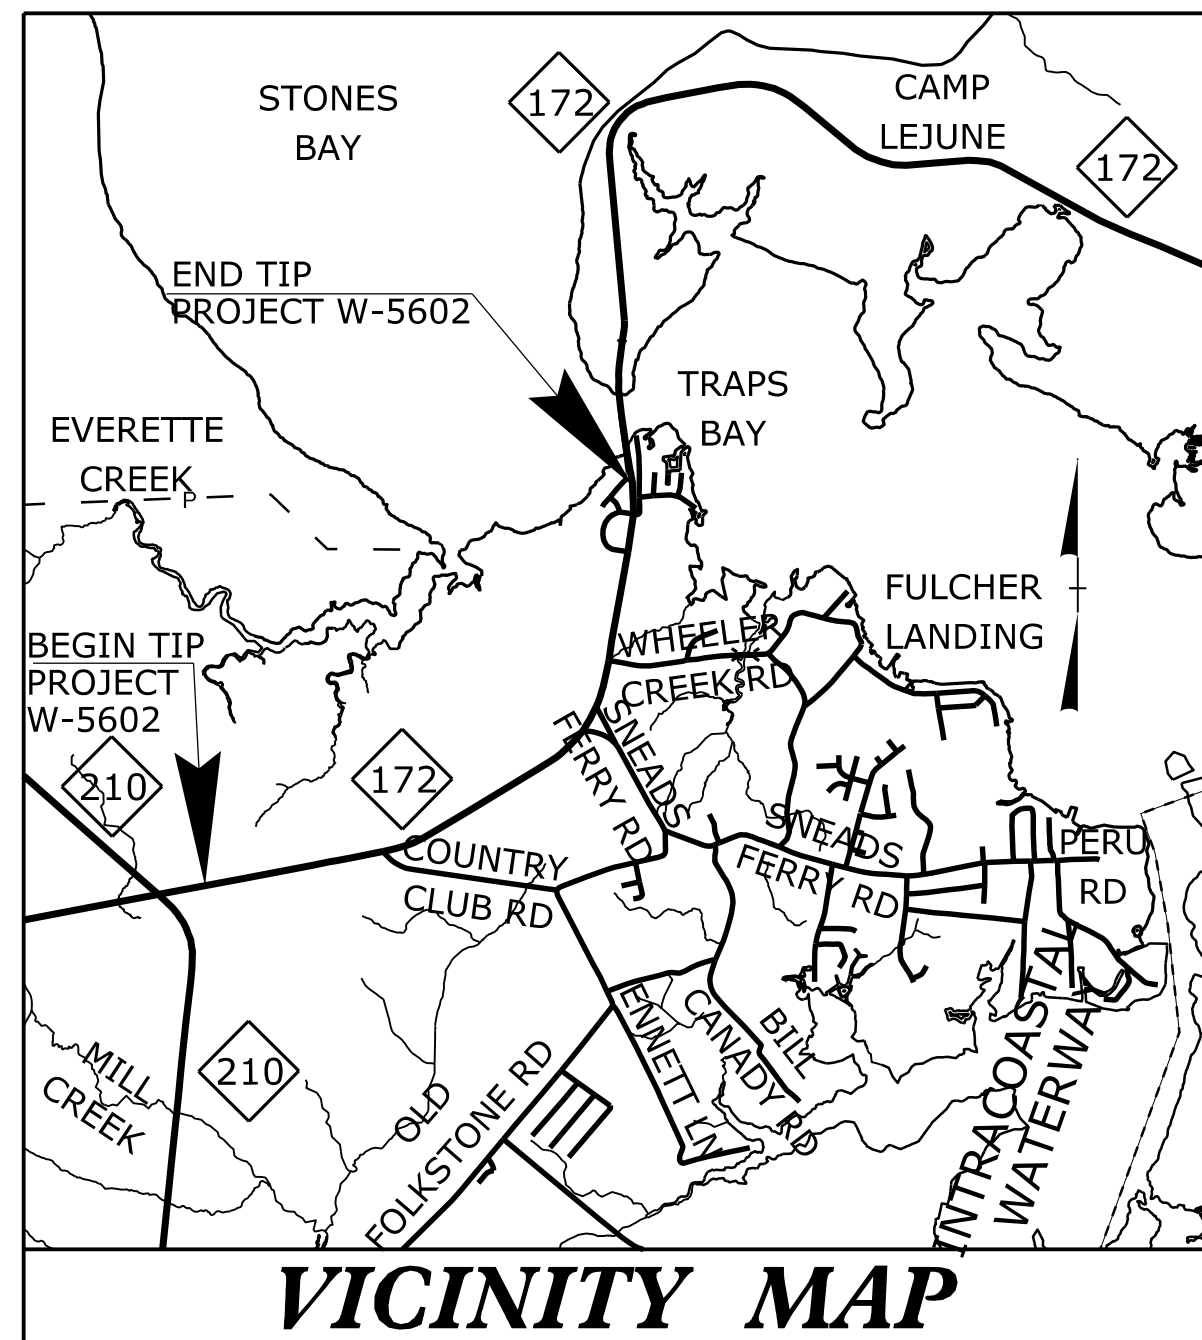 STONES
BAY
172
CAMP
LEJUNE
172
END TIP
PROJECT W-5602
TRAPS
BAY
EVERETTE
CREEK
P
FULCHER
LANDING
WHEELER
CREEK RD
BEGIN TIP
PROJECT
W-5602
210
172
SNEADS
FERRY RD
SNEADS
FERRY RD
PERU
RD
COUNTRY
CLUB RD
INTRACOASTAL
WATERWAY
ENNETT LN
BILL
CANADY RD
MILL
CREEK
210
OLD
FOLKSTONE RD
VICINITY MAP